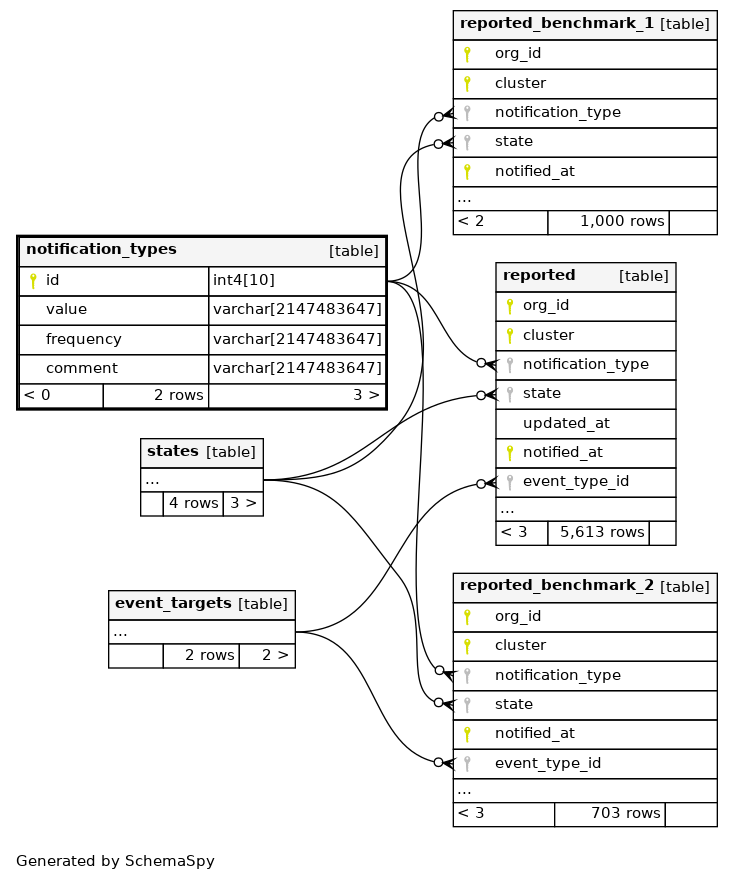 reported_benchmark_1 [table]
org_id
cluster
notification_type
state
notified_at
...
< 2 1,000 rows
notification_types [table]
id int4[10]
value varchar[2147483647]
frequency varchar[2147483647]
comment varchar[2147483647]
< 0 2 rows 3 >
reported [table]
org_id
cluster
notification_type
state
updated_at
notified_at
event_type_id
...
< 3 5,613 rows
states [table]
...
4 rows 3 >
event_targets [table]
...
2 rows 2 >
reported_benchmark_2 [table]
org_id
cluster
notification_type
state
notified_at
event_type_id
...
< 3 703 rows
Generated by SchemaSpy